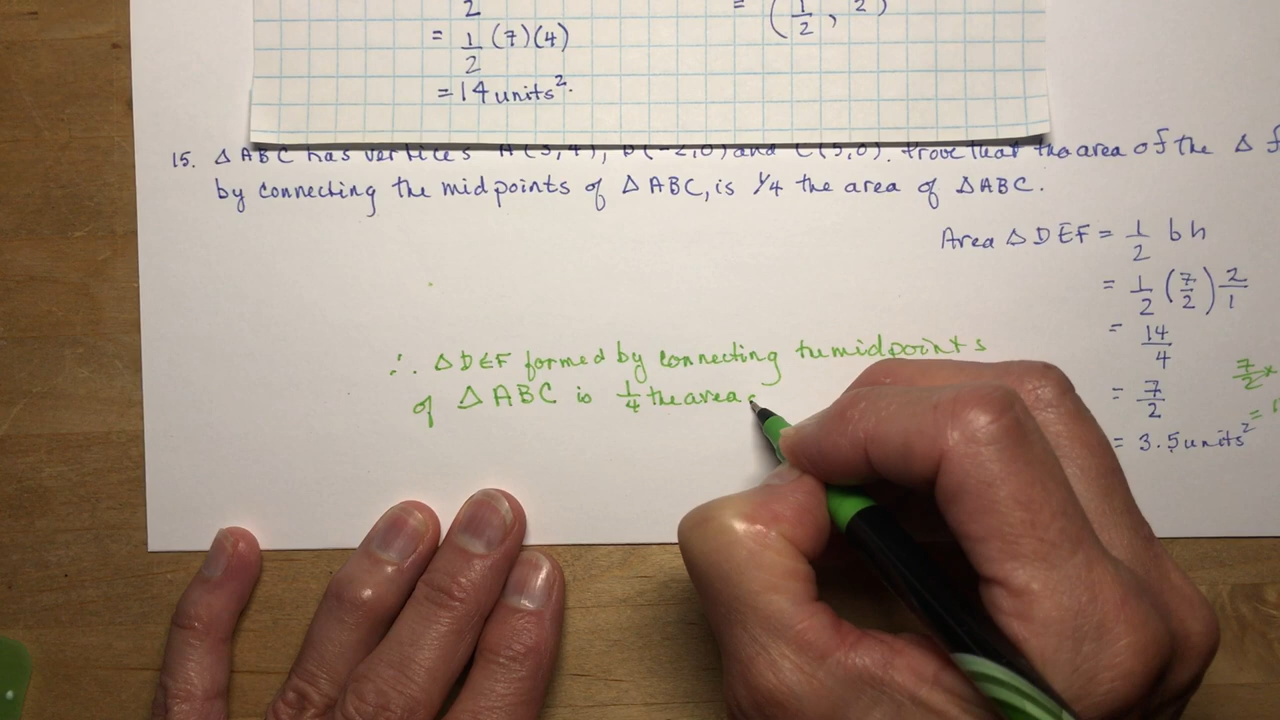 2
= 1/2 (7)(4)
= 14 units².
= (1/2, 2)
15. △ABC has vertices A(3,4), B(-2,0) and C(5,0). Prove that the area of the △
by connecting the midpoints of △ABC, is 1/4 the area of △ABC.
Area △DEF = 1/2 bh
= 1/2 (7/2) 2/1
= 14/4
= 7/2
= 3.5 units²
7/2 ×
=
∴ △DEF formed by connecting the midpoints
of △ABC is 1/4 the area